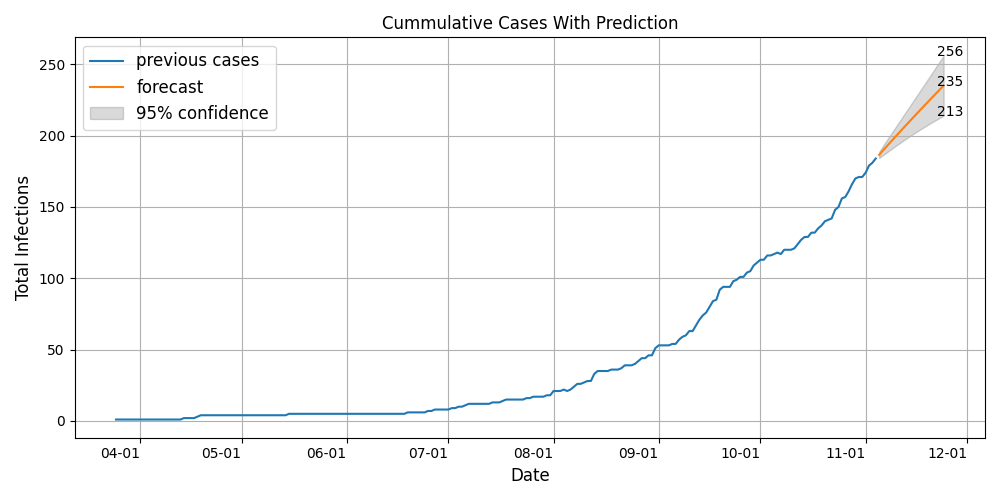 Cummulative Cases With Prediction
previous cases
forecast
95% confidence
256
235
213
Total Infections
250
200
150
100
50
0
04-01 05-01 06-01 07-01 08-01 09-01 10-01 11-01 12-01
Date